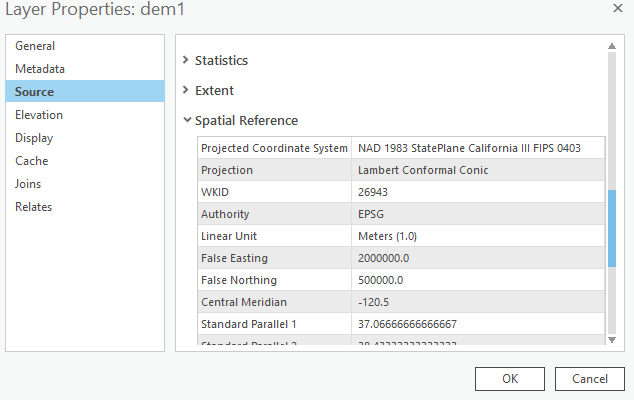 Layer Properties: dem1
General
Metadata
Source
Elevation
Display
Cache
Joins
Relates
Statistics
Extent
Spatial Reference
Projected Coordinate System NAD 1983 StatePlane California III FIPS 0403
Projection Lambert Conformal Conic
WKID 26943
Authority EPSG
Linear Unit Meters (1.0)
False Easting 2000000.0
False Northing 500000.0
Central Meridian -120.5
Standard Parallel 1 37.06666666666667
Standard Parallel 2
OK Cancel